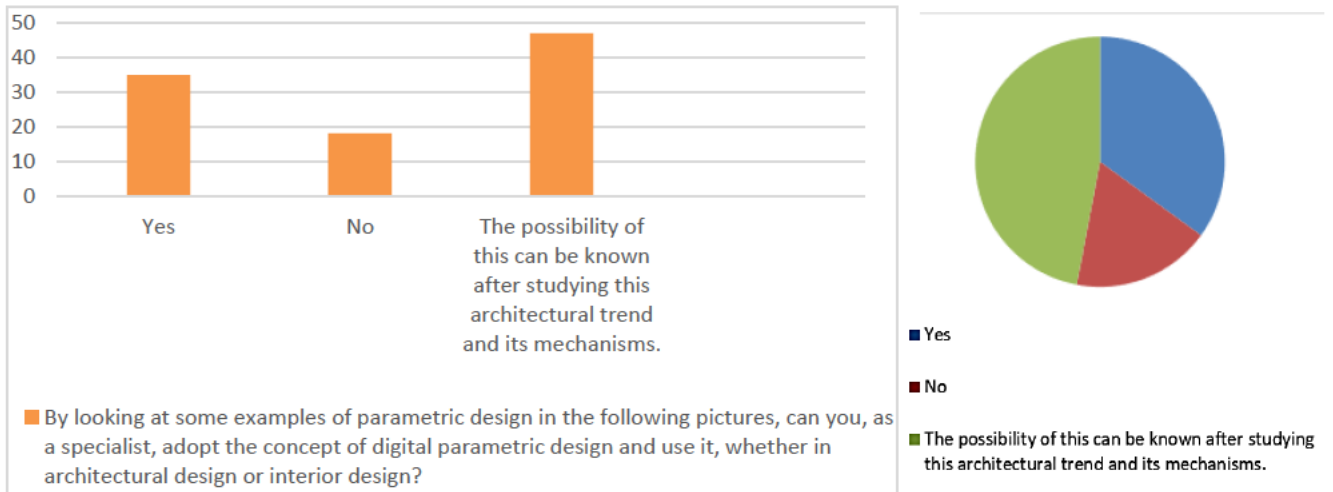 50
40
30
20
10
0
Yes
No
The possibility of
this can be known
after studying this
architectural trend
and its mechanisms.
By looking at some examples of parametric design in the following pictures, can you, as
a specialist, adopt the concept of digital parametric design and use it, whether in
architectural design or interior design?
Yes
No
The possibility of this can be known after studying
this architectural trend and its mechanisms.